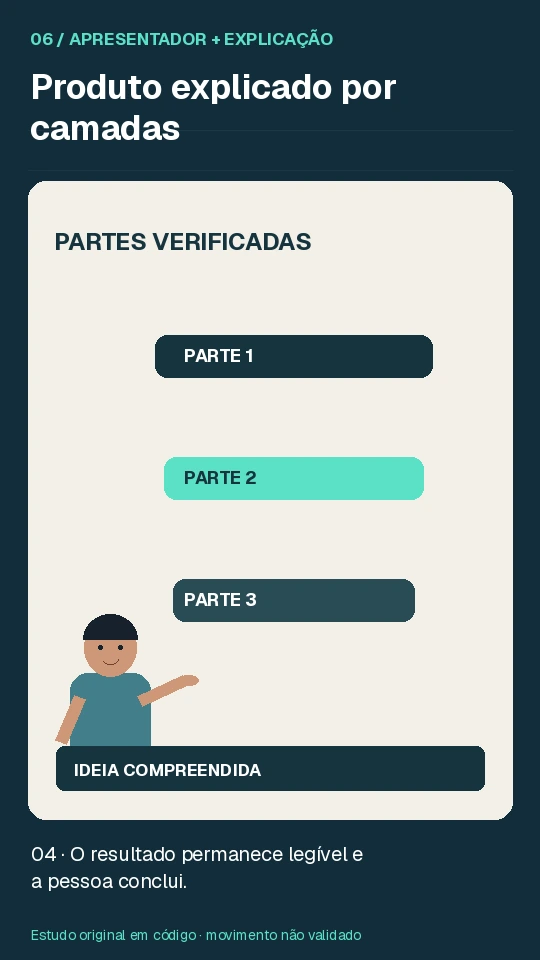 06 / APRESENTADOR + EXPLICAÇÃO
Produto explicado por
camadas
PARTES VERIFICADAS
PARTE 1
PARTE 2
PARTE 3
IDEIA COMPREENDIDA
04 · O resultado permanece legível e
a pessoa conclui.
Estudo original em código · movimento não validado